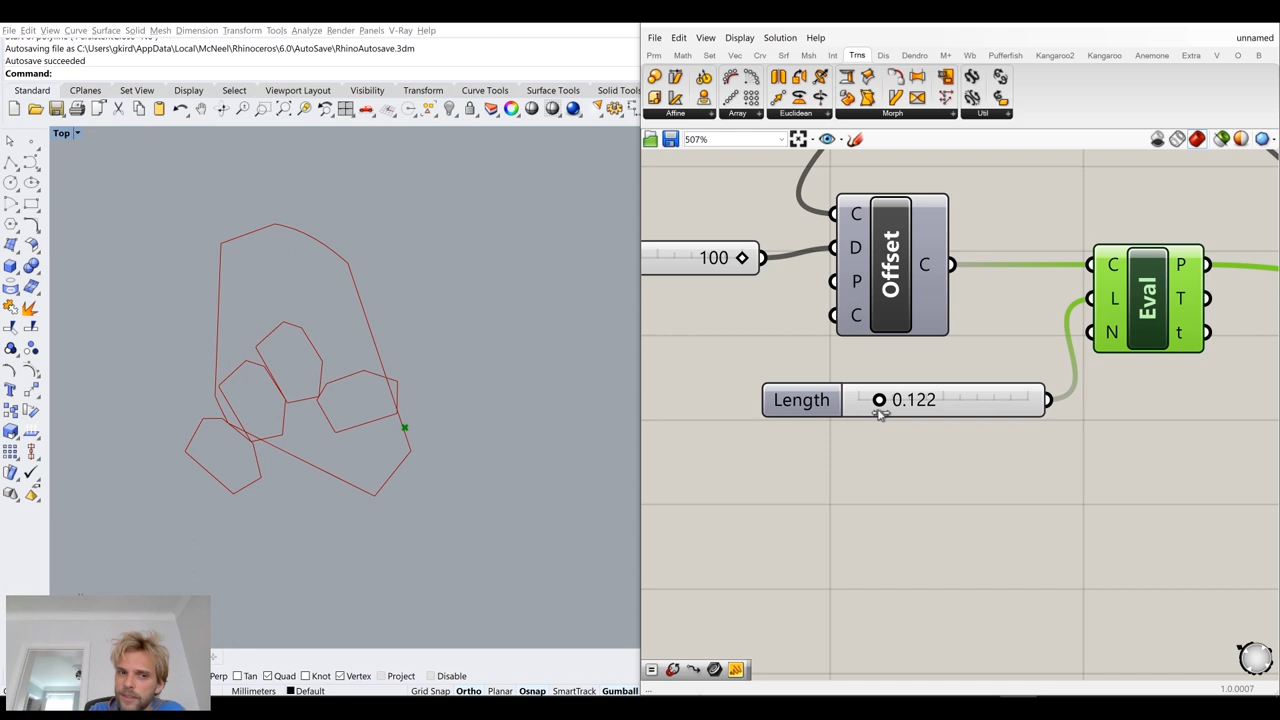 File Edit View Curve Surface Solid Mesh Dimension Transform Tools Analyze Render Panels V-Ray Help
Autosaving file as C:\Users\gkird\AppData\Local\McNeel\Rhinoceros\6.0\AutoSave\RhinoAutosave.3dm
Autosave succeeded
Command:
Standard CPlanes Set View Display Select Viewport Layout Visibility Transform Curve Tools Surface Tools Solid Tools
Top
Perp Tan Quad Knot Vertex Project Disable
Millimeters Default Grid Snap Ortho Planar Osnap SmartTrack Gumball
File Edit View Display Solution Help unnamed
Prm Math Set Vec Crv Srf Msh Int Trns Dis Dendro M+ Wb Pufferfish Kangaroo2 Kangaroo Anemone Extra V O B
Affine Array Euclidean Morph Util
507%
C D P C Offset C
100
C L N Eval P T t
Length 0.122
...
1.0.0007